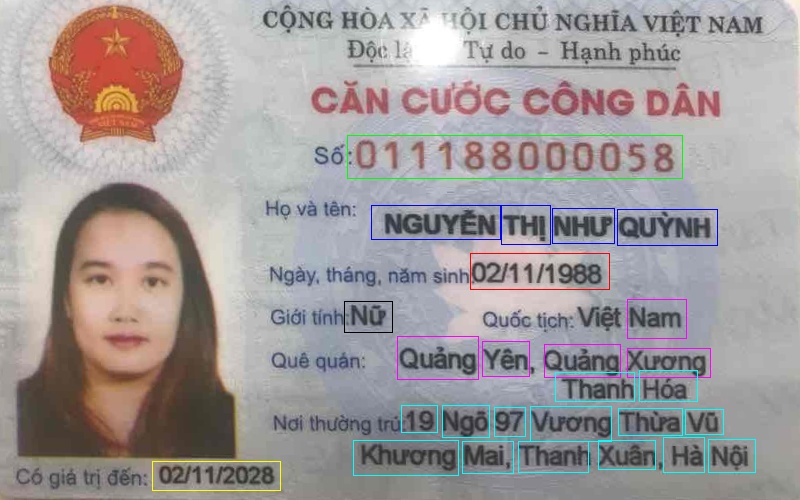 CỘNG HÒA XÃ HỘI CHỦ NGHĨA VIỆT NAM
Độc Tự do - Hạnh phúc
CĂN CƯỚC CÔNG DÂN
Số: 011188000058
Họ và tên: NGUYỄN THỊ NHƯ QUỲNH
Ngày, tháng, năm sinh: 02/11/1988
Giới tính: Nữ Quốc tịch: Việt Nam
Quê quán: Quảng Yên, Quảng Xương
Thanh Hóa
Nơi thường trú: 19 Ngõ 97 Vương Thừa Vũ
Khương Mai, Thanh Xuân, Hà Nội
Có giá trị đến: 02/11/2028